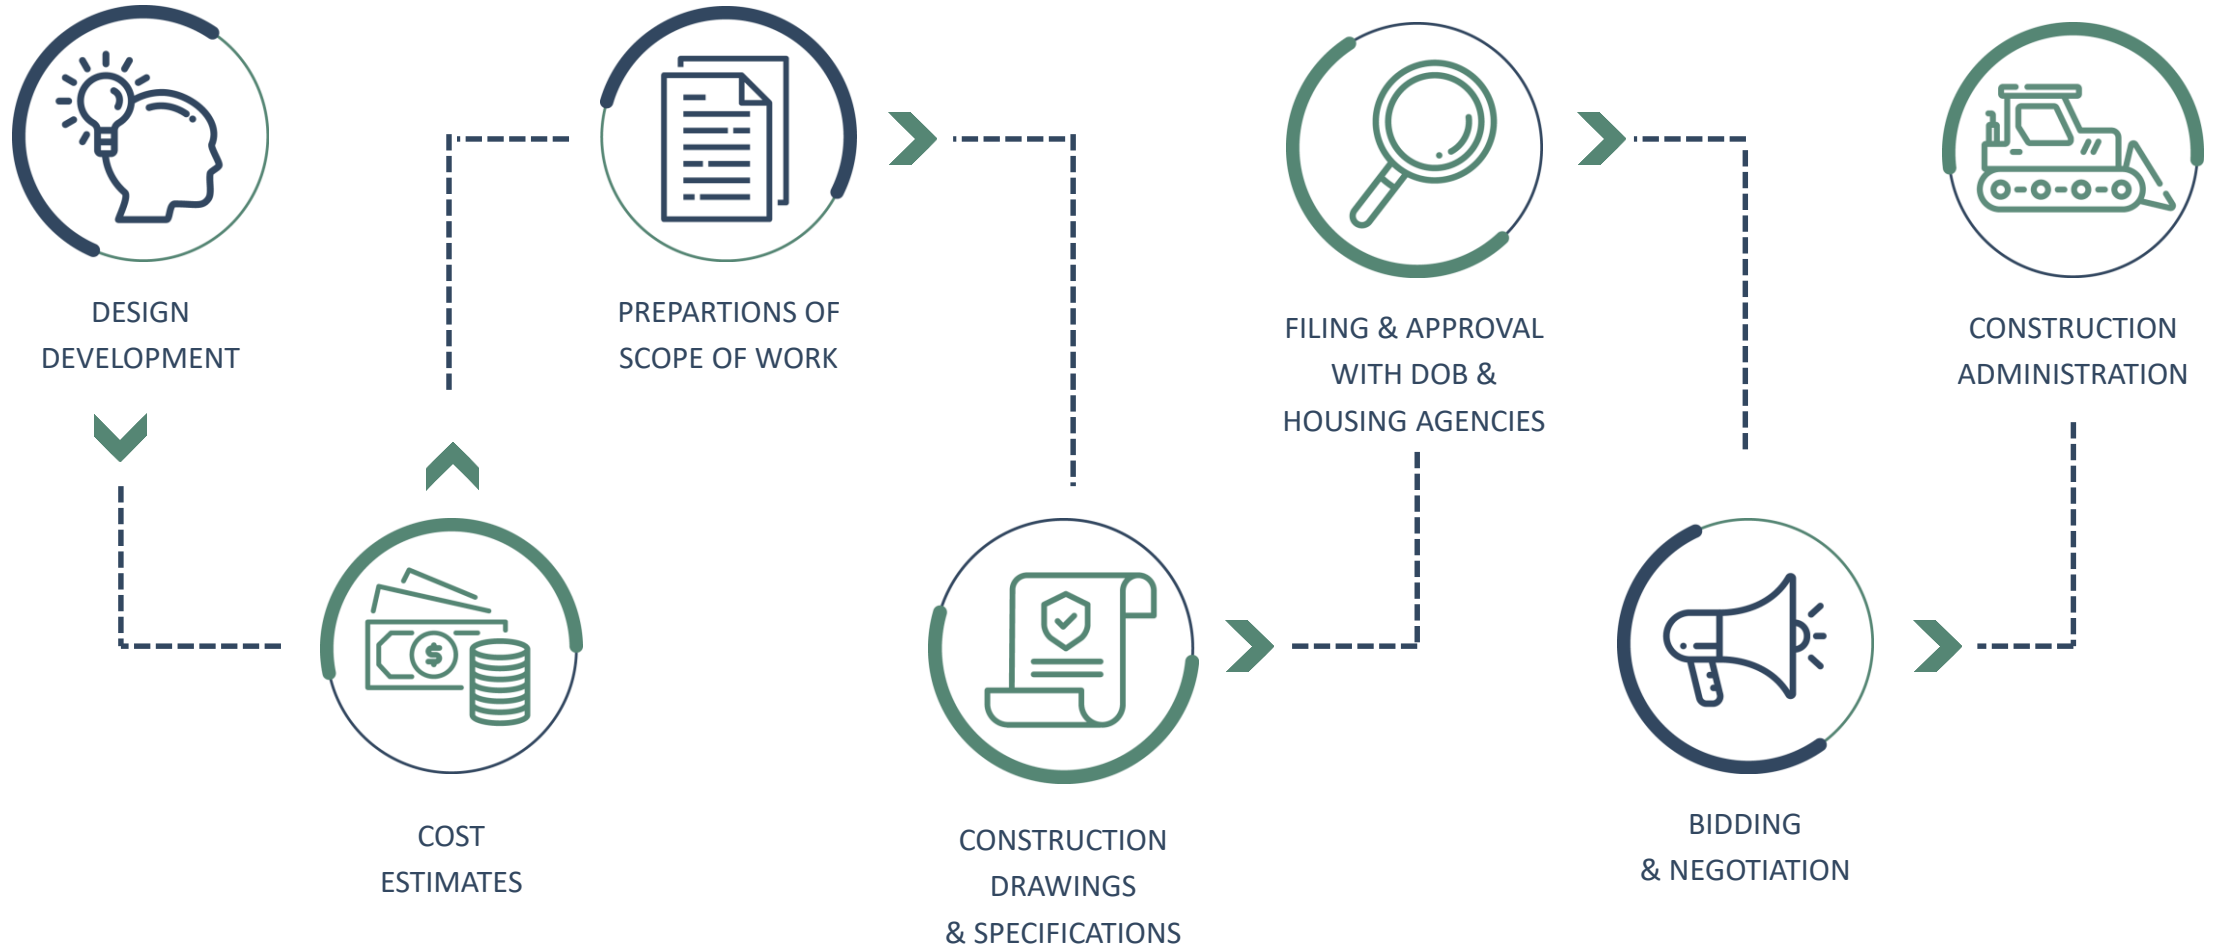 DESIGN
DEVELOPMENT
COST
ESTIMATES
PREPARTIONS OF
SCOPE OF WORK
CONSTRUCTION
DRAWINGS
& SPECIFICATIONS
FILING & APPROVAL
WITH DOB &
HOUSING AGENCIES
BIDDING
& NEGOTIATION
CONSTRUCTION
ADMINISTRATION